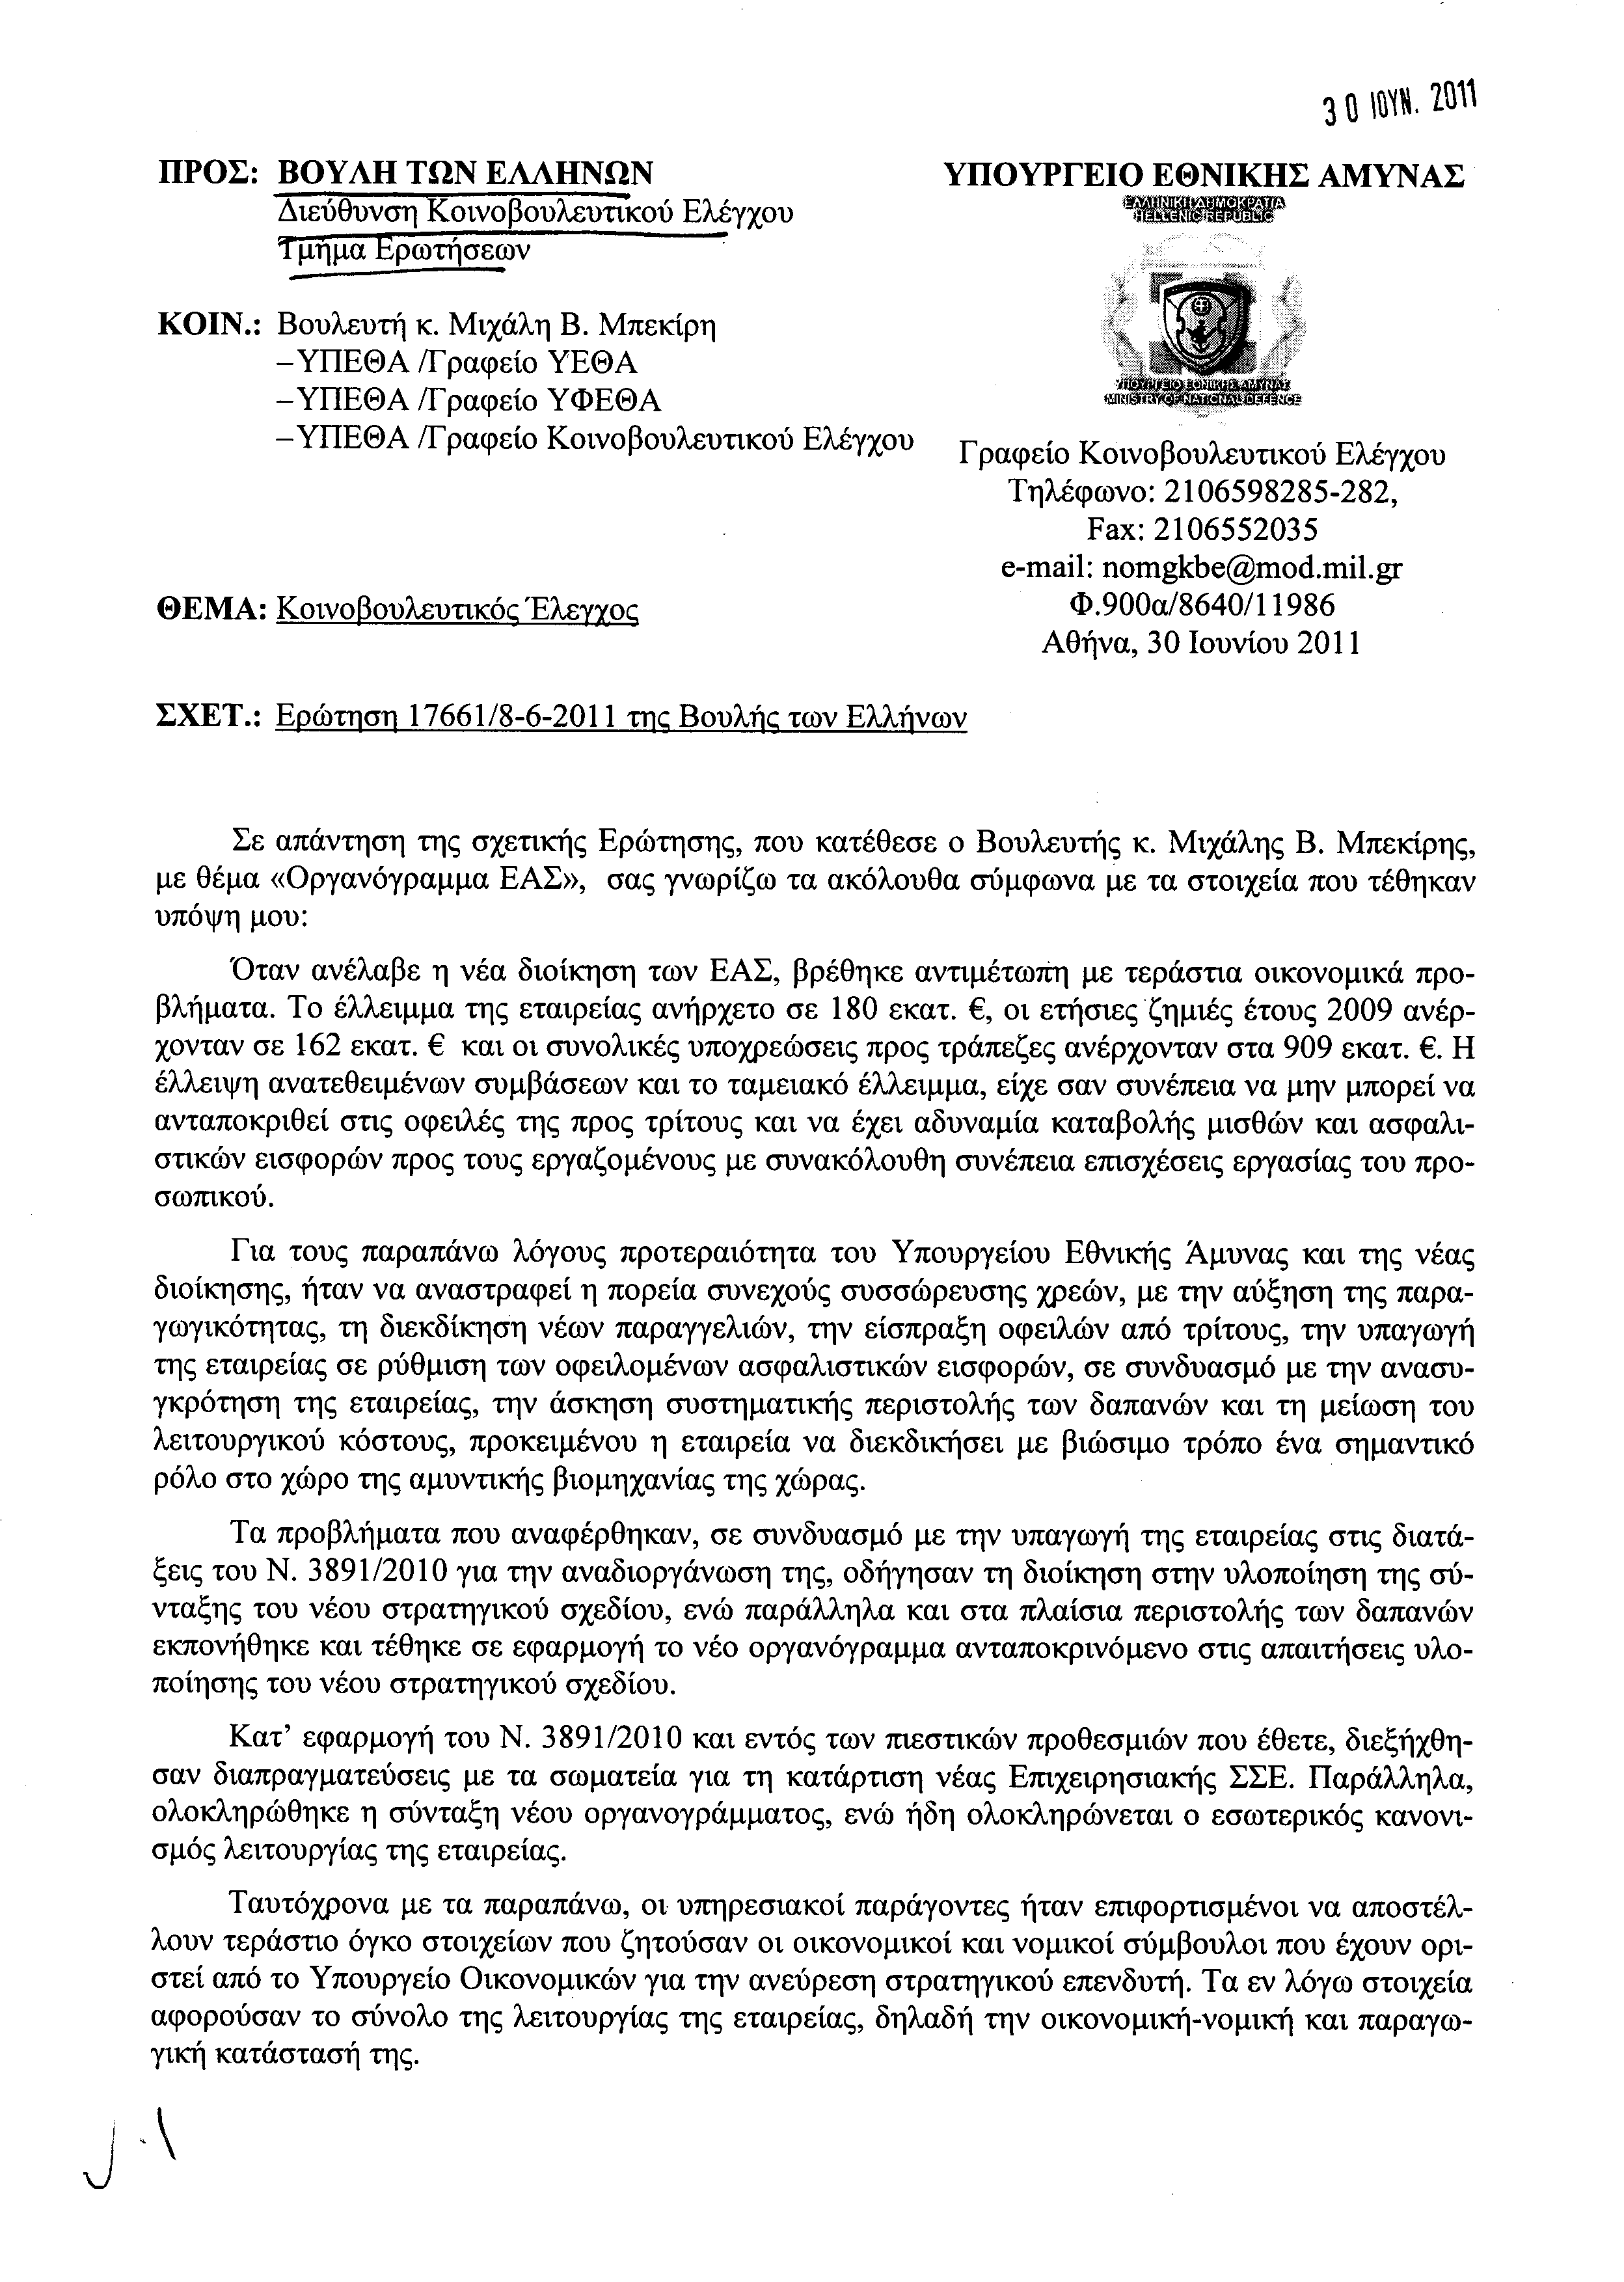 30 ΙΟΥΝ. 2011
ΠΡΟΣ: ΒΟΥΛΗ ΤΩΝ ΕΛΛΗΝΩΝ
Διεύθυνση Κοινοβουλευτικού Ελέγχου
Τμήμα Ερωτήσεων
ΚΟΙΝ.: Βουλευτή κ. Μιχάλη Β. Μπεκίρη
–ΥΠΕΘΑ /Γραφείο ΥΕΘΑ
–ΥΠΕΘΑ /Γραφείο ΥΦΕΘΑ
–ΥΠΕΘΑ /Γραφείο Κοινοβουλευτικού Ελέγχου
ΥΠΟΥΡΓΕΙΟ ΕΘΝΙΚΗΣ ΑΜΥΝΑΣ
ΕΛΛΗΝΙΚΗ ΔΗΜΟΚΡΑΤΙΑ
HELLENIC REPUBLIC
ΥΠΟΥΡΓΕΙΟ ΕΘΝΙΚΗΣ ΑΜΥΝΑΣ
MINISTRY OF NATIONAL DEFENCE
Γραφείο Κοινοβουλευτικού Ελέγχου
Τηλέφωνο: 2106598285-282,
Fax: 2106552035
e-mail: nomgkbe@mod.mil.gr
Φ.900α/8640/11986
Αθήνα, 30 Ιουνίου 2011
ΘΕΜΑ: Κοινοβουλευτικός Έλεγχος
ΣΧΕΤ.: Ερώτηση 17661/8-6-2011 της Βουλής των Ελλήνων
Σε απάντηση της σχετικής Ερώτησης, που κατέθεσε ο Βουλευτής κ. Μιχάλης Β. Μπεκίρης,
με θέμα «Οργανόγραμμα ΕΑΣ», σας γνωρίζω τα ακόλουθα σύμφωνα με τα στοιχεία που τέθηκαν
υπόψη μου:
Όταν ανέλαβε η νέα διοίκηση των ΕΑΣ, βρέθηκε αντιμέτωπη με τεράστια οικονομικά προ-
βλήματα. Το έλλειμμα της εταιρείας ανήρχετο σε 180 εκατ. €, οι ετήσιες ζημιές έτους 2009 ανέρ-
χονταν σε 162 εκατ. € και οι συνολικές υποχρεώσεις προς τράπεζες ανέρχονταν στα 909 εκατ. €. Η
έλλειψη ανατεθειμένων συμβάσεων και το ταμειακό έλλειμμα, είχε σαν συνέπεια να μην μπορεί να
ανταποκριθεί στις οφειλές της προς τρίτους και να έχει αδυναμία καταβολής μισθών και ασφαλι-
στικών εισφορών προς τους εργαζομένους με συνακόλουθη συνέπεια επισχέσεις εργασίας του προ-
σωπικού.
Για τους παραπάνω λόγους προτεραιότητα του Υπουργείου Εθνικής Άμυνας και της νέας
διοίκησης, ήταν να αναστραφεί η πορεία συνεχούς συσσώρευσης χρεών, με την αύξηση της παρα-
γωγικότητας, τη διεκδίκηση νέων παραγγελιών, την είσπραξη οφειλών από τρίτους, την υπαγωγή
της εταιρείας σε ρύθμιση των οφειλομένων ασφαλιστικών εισφορών, σε συνδυασμό με την ανασυ-
γκρότηση της εταιρείας, την άσκηση συστηματικής περιστολής των δαπανών και τη μείωση του
λειτουργικού κόστους, προκειμένου η εταιρεία να διεκδικήσει με βιώσιμο τρόπο ένα σημαντικό
ρόλο στο χώρο της αμυντικής βιομηχανίας της χώρας.
Τα προβλήματα που αναφέρθηκαν, σε συνδυασμό με την υπαγωγή της εταιρείας στις διατά-
ξεις του Ν. 3891/2010 για την αναδιοργάνωση της, οδήγησαν τη διοίκηση στην υλοποίηση της σύ-
νταξης του νέου στρατηγικού σχεδίου, ενώ παράλληλα και στα πλαίσια περιστολής των δαπανών
εκπονήθηκε και τέθηκε σε εφαρμογή το νέο οργανόγραμμα ανταποκρινόμενο στις απαιτήσεις υλο-
ποίησης του νέου στρατηγικού σχεδίου.
Κατ’ εφαρμογή του Ν. 3891/2010 και εντός των πιεστικών προθεσμιών που έθετε, διεξήχθη-
σαν διαπραγματεύσεις με τα σωματεία για τη κατάρτιση νέας Επιχειρησιακής ΣΣΕ. Παράλληλα,
ολοκληρώθηκε η σύνταξη νέου οργανογράμματος, ενώ ήδη ολοκληρώνεται ο εσωτερικός κανονι-
σμός λειτουργίας της εταιρείας.
Ταυτόχρονα με τα παραπάνω, οι υπηρεσιακοί παράγοντες ήταν επιφορτισμένοι να αποστέλ-
λουν τεράστιο όγκο στοιχείων που ζητούσαν οι οικονομικοί και νομικοί σύμβουλοι που έχουν ορι-
στεί από το Υπουργείο Οικονομικών για την ανεύρεση στρατηγικού επενδυτή. Τα εν λόγω στοιχεία
αφορούσαν το σύνολο της λειτουργίας της εταιρείας, δηλαδή την οικονομική-νομική και παραγω-
γική κατάστασή της.